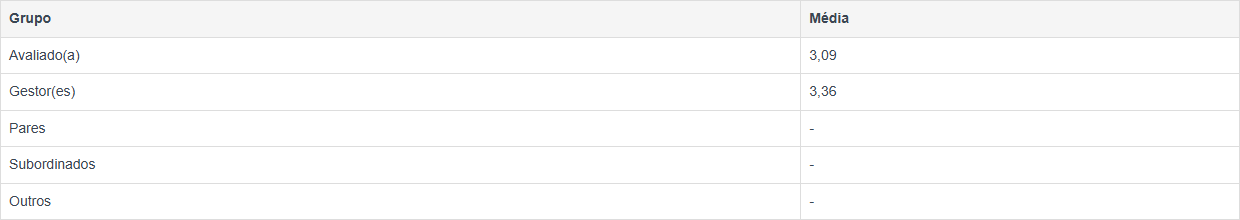 Grupo Média
Avaliado(a) 3,09
Gestor(es) 3,36
Pares -
Subordinados -
Outros -